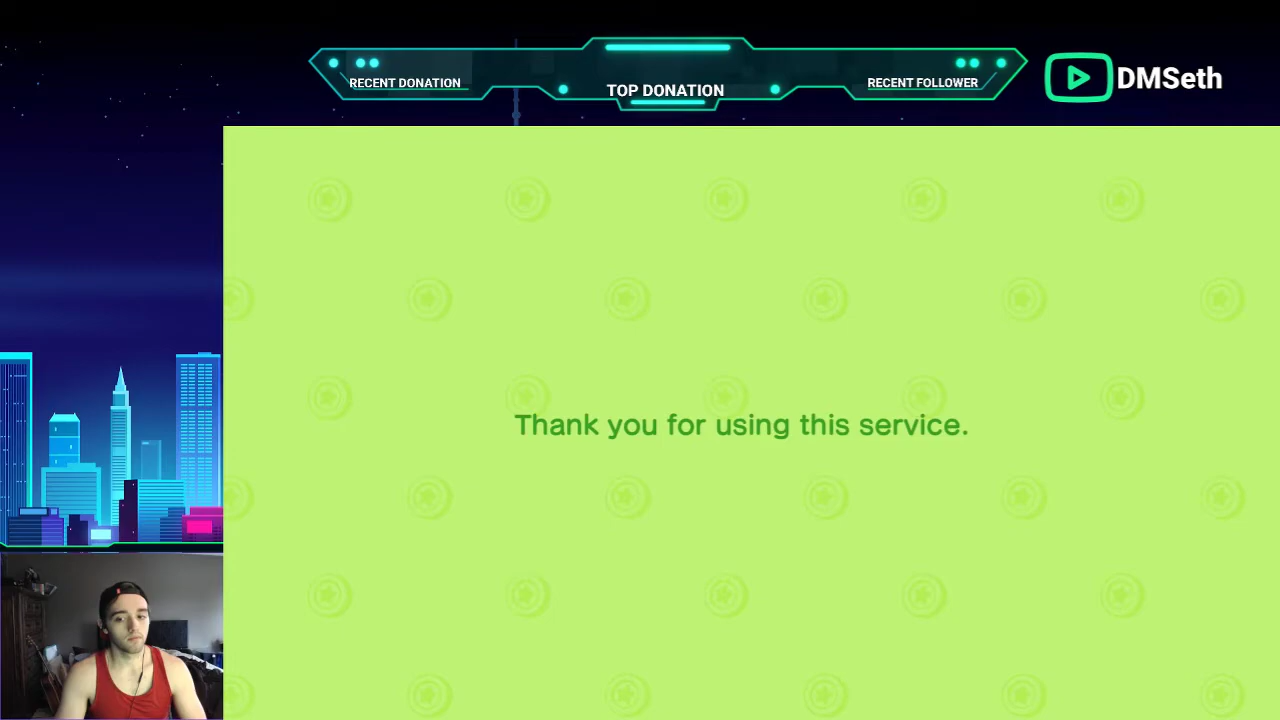 RECENT DONATION
TOP DONATION
RECENT FOLLOWER
DMSeth
Thank you for using this service.